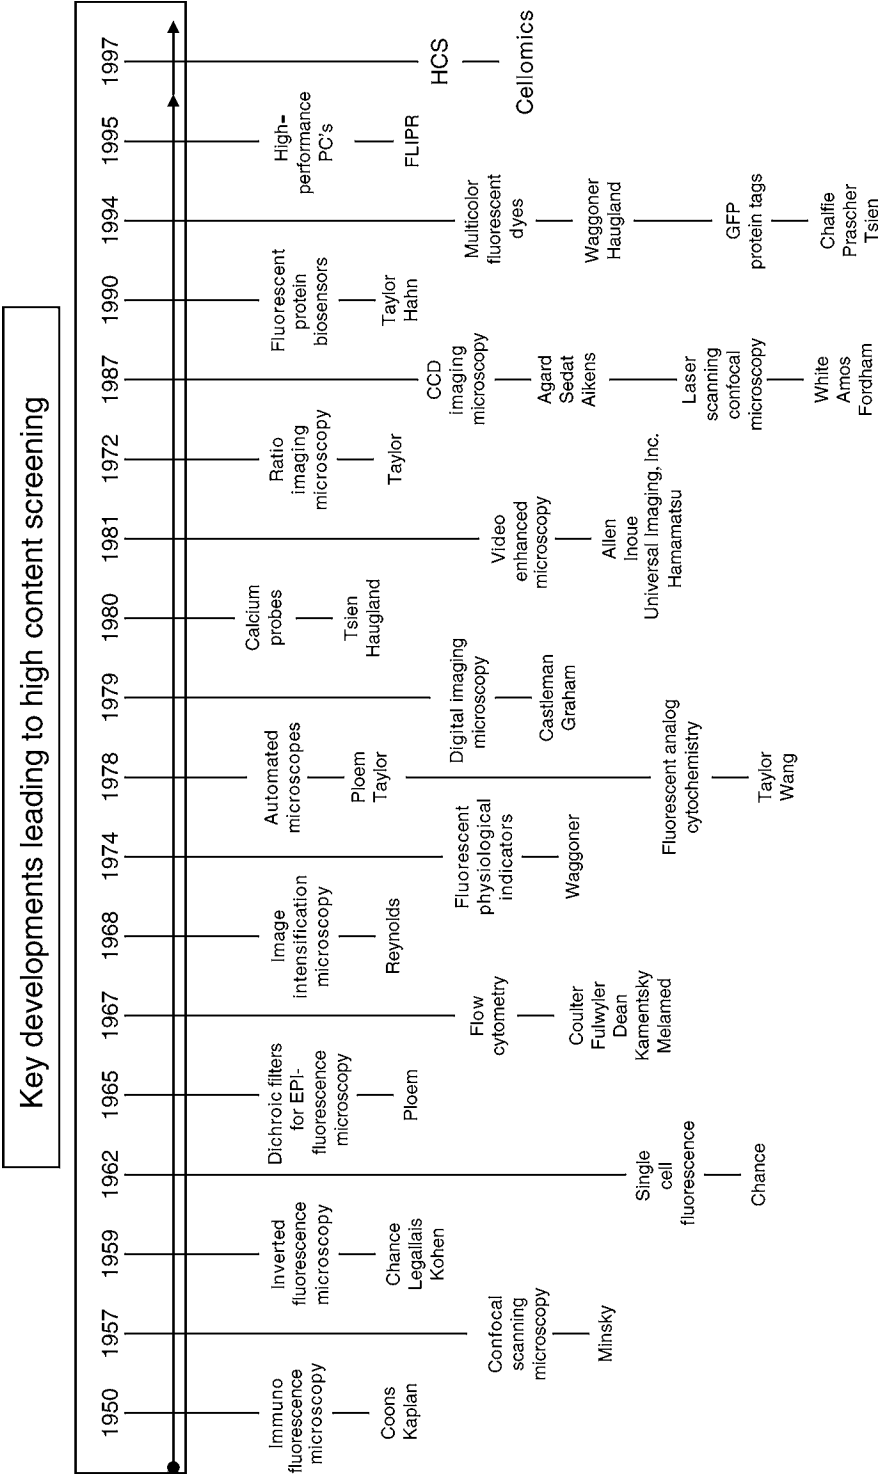 Key developments leading to high content screening
1950
Immuno
fluorescence
microscopy
Coons
Kaplan
1957
Confocal
scanning
microscopy
Minsky
1959
Inverted
fluorescence
microscopy
Chance
Legallais
Kohen
1962
Single
cell
fluorescence
Chance
1965
Dichroic filters
for EPI-
fluorescence
microscopy
Ploem
1967
Flow
cytometry
Coulter
Fulwyler
Dean
Kamentsky
Melamed
1968
Image
intensification
microscopy
Reynolds
1974
Fluorescent
physiological
indicators
Waggoner
1978
Automated
microscopes
Ploem
Taylor
Fluorescent analog
cytochemistry
Taylor
Wang
1979
Digital imaging
microscopy
Castleman
Graham
1980
Calcium
probes
Tsien
Haugland
1981
Video
enhanced
microscopy
Allen
Inoue
Universal Imaging, Inc.
Hamamatsu
1972
Ratio
imaging
microscopy
Taylor
1987
CCD
imaging
microscopy
Agard
Sedat
Aikens
Laser
scanning
confocal
microscopy
White
Amos
Fordham
1990
Fluorescent
protein
biosensors
Taylor
Hahn
1994
Multicolor
fluorescent
dyes
Waggoner
Haugland
GFP
protein tags
Chalfie
Prascher
Tsien
1995
High-
performance
PC's
FLIPR
1997
HCS
Cellomics